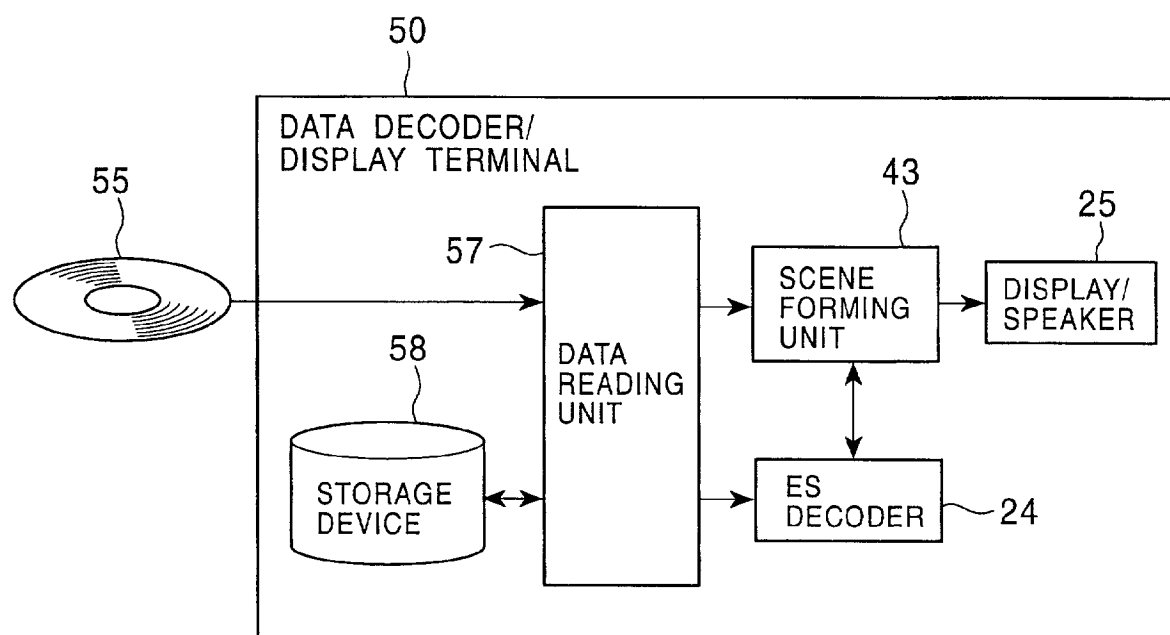 50
DATA DECODER/
DISPLAY TERMINAL
55
57
43
25
SCENE
FORMING
UNIT
DISPLAY/
SPEAKER
58
DATA
READING
UNIT
STORAGE
DEVICE
ES
DECODER
24